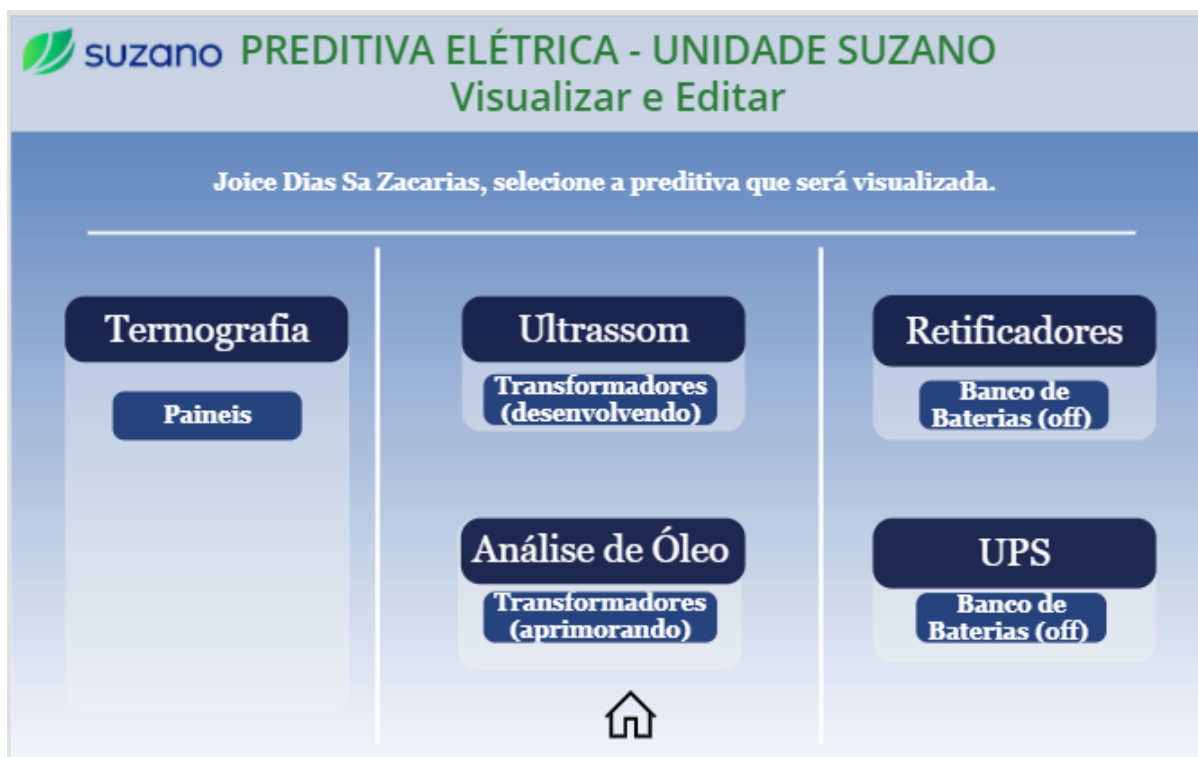 suzano PREDITIVA ELÉTRICA - UNIDADE SUZANO
Visualizar e Editar
Joice Dias Sa Zacarias, selecione a preditiva que será visualizada.
Termografia
Paineis
Ultrassom
Transformadores
(desenvolvendo)
Análise de Óleo
Transformadores
(aprimorando)
Retificadores
Banco de
Baterias (off)
UPS
Banco de
Baterias (off)